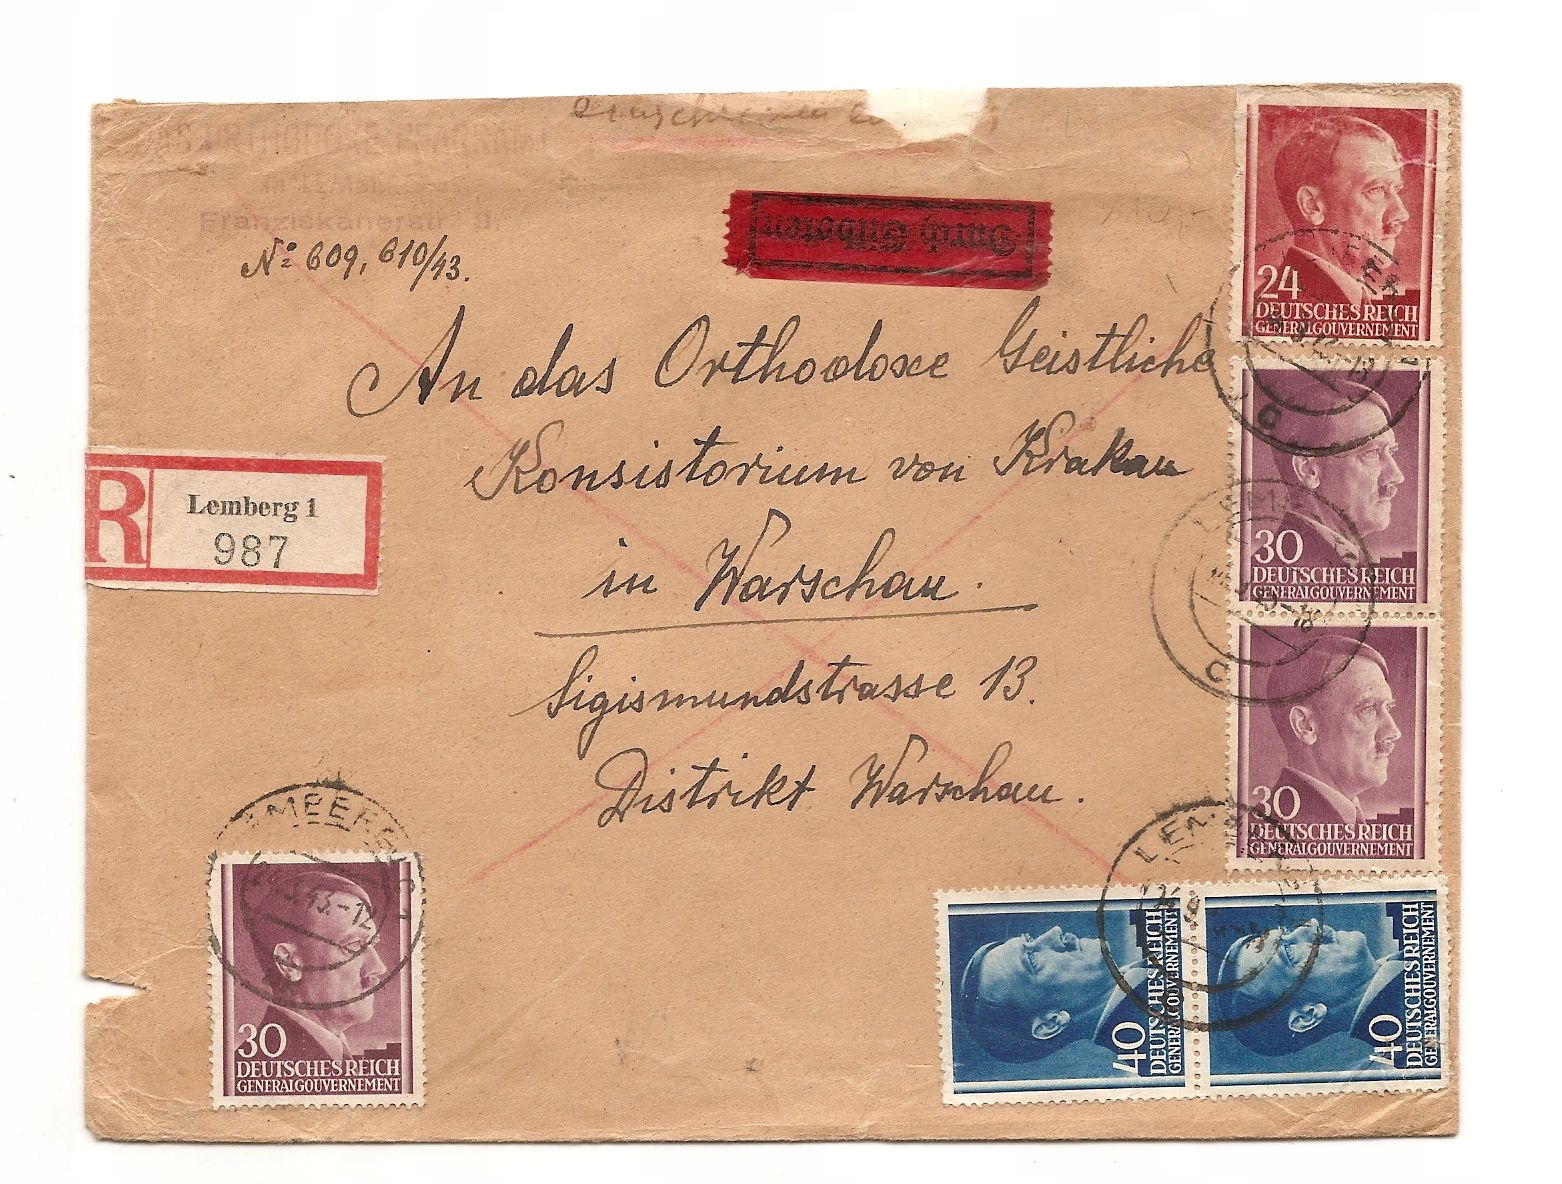 Franziskanerstr. 3.
№ 609, 610/43.
Durch Eilboten
An das Orthodoxe Geistliche
Konsistorium von Krakau
in Warschau.
Sigismundstrasse 13.
Distrikt Warschau.
R
Lemberg 1
987
24
DEUTSCHES REICH
GENERALGOUVERNEMENT
30
DEUTSCHES REICH
GENERALGOUVERNEMENT
30
DEUTSCHES REICH
GENERALGOUVERNEMENT
40
DEUTSCHES REICH
GENERALGOUVERNEMENT
40
DEUTSCHES REICH
GENERALGOUVERNEMENT
LEMBERG
30
DEUTSCHES REICH
GENERALGOUVERNEMENT